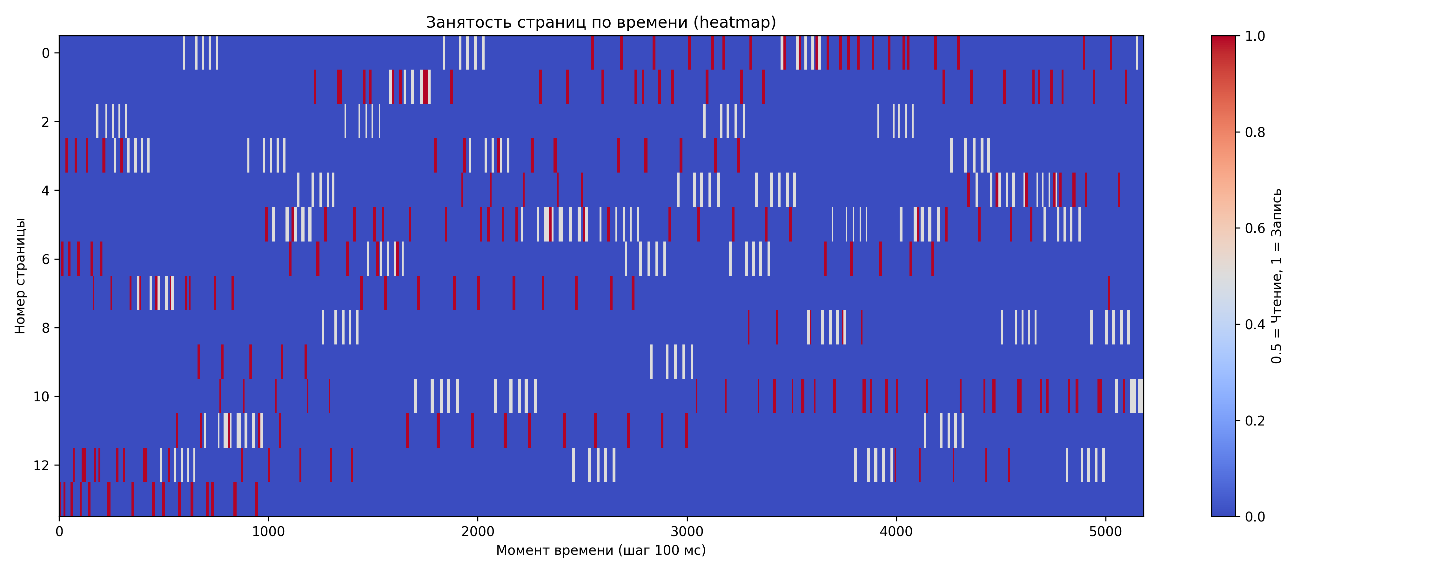 Занятость страниц по времени (heatmap)
Номер страницы
0
2
4
6
8
10
12
0 1000 2000 3000 4000 5000
Момент времени (шаг 100 мс)
1.0
0.8
0.6
0.4
0.2
0.0
0.5 = Чтение, 1 = Запись